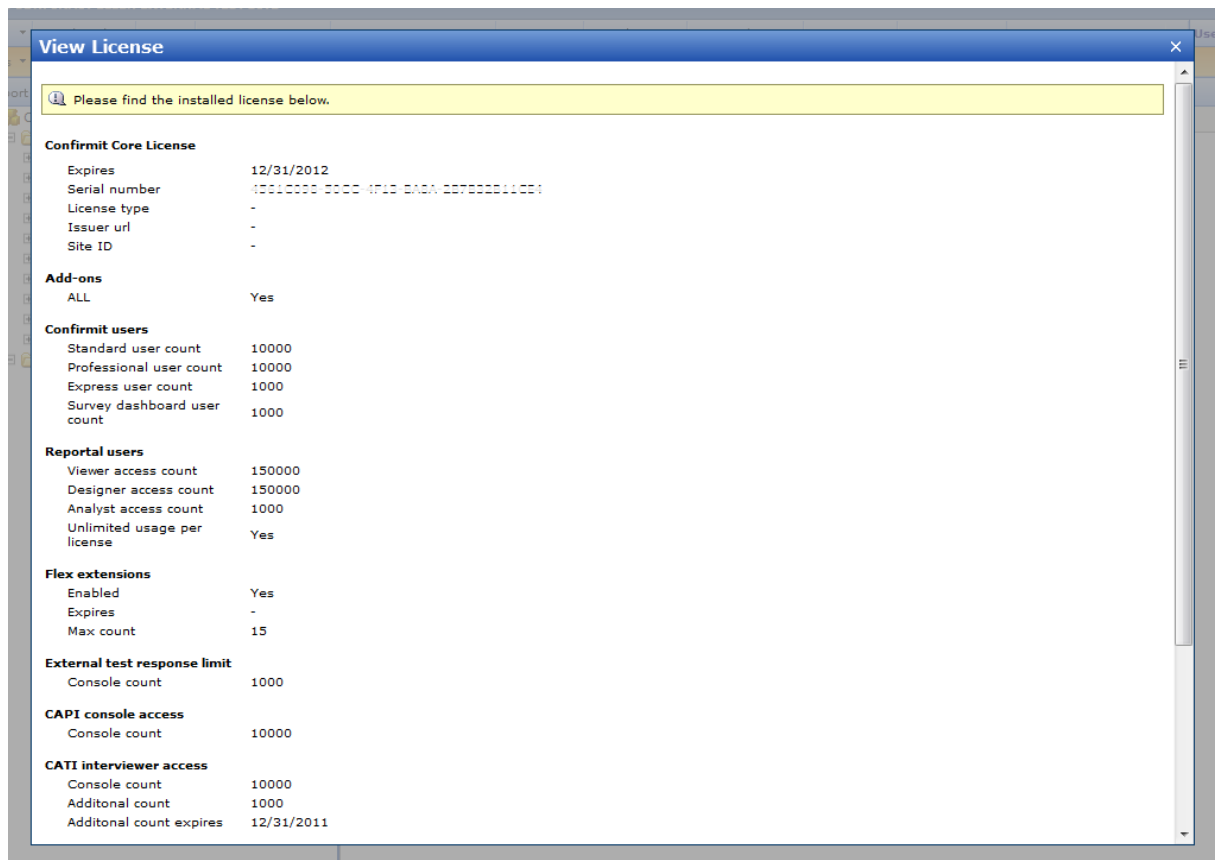 View License
Please find the installed license below.
Confirmit Core License
Expires 12/31/2012
Serial number
License type -
Issuer url -
Site ID -
Add-ons
ALL Yes
Confirmit users
Standard user count 10000
Professional user count 10000
Express user count 1000
Survey dashboard user
count 1000
Reportal users
Viewer access count 150000
Designer access count 150000
Analyst access count 1000
Unlimited usage per
license Yes
Flex extensions
Enabled Yes
Expires -
Max count 15
External test response limit
Console count 1000
CAPI console access
Console count 10000
CATI interviewer access
Console count 10000
Additonal count 1000
Additonal count expires 12/31/2011